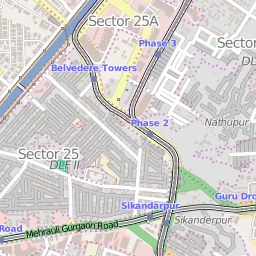 Sector 25A
Phase 3
Sector
DL
Belvedere Towers
Phase 2
Nathupur
Sector 25
DLF II
Guru Dro
Sikandarpur
Sikanderpur
Road
Mehrauli Gurgaon Road